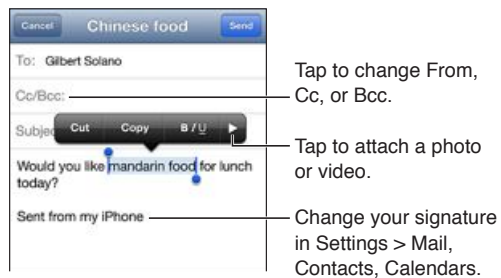 Cancel Chinese food Send
To: Gilbert Solano
Cc/Bcc:
Subjec
Cut Copy B / U ▶
Would you like mandarin food for lunch
today?
Sent from my iPhone
Tap to change From,
Cc, or Bcc.
Tap to attach a photo
or video.
Change your signature
in Settings > Mail,
Contacts, Calendars.